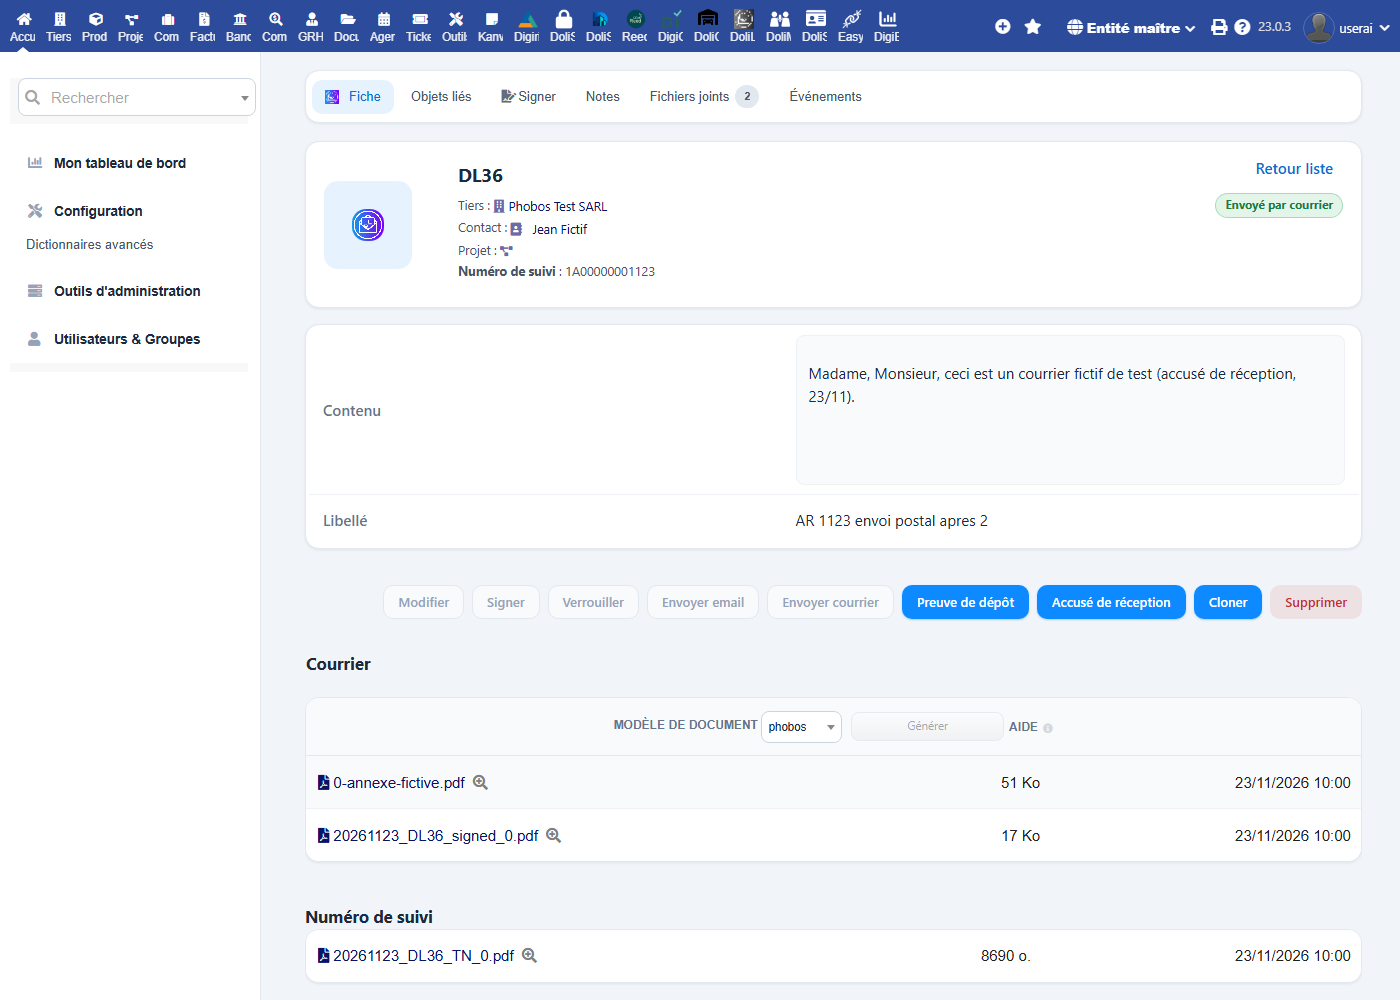 Accu Tiers Prod Proje Com Factu Banc Com GRH Docu Ager Ticke Outil Kanv Digir DoliS DoliS Reed DigiC DoliC DoliL DoliM DoliS Easy DigiE
Entité maître 23.0.3 userai
Rechercher
Mon tableau de bord
Configuration
Dictionnaires avancés
Outils d'administration
Utilisateurs & Groupes
Fiche Objets liés Signer Notes Fichiers joints 2 Événements
DL36
Retour liste
Tiers : Phobos Test SARL
Envoyé par courrier
Contact : Jean Fictif
Projet :
Numéro de suivi : 1A00000001123
Contenu
Madame, Monsieur, ceci est un courrier fictif de test (accusé de réception,
23/11).
Libellé AR 1123 envoi postal apres 2
Modifier Signer Verrouiller Envoyer email Envoyer courrier Preuve de dépôt Accusé de réception Cloner Supprimer
Courrier
MODÈLE DE DOCUMENT phobos Générer AIDE
0-annexe-fictive.pdf 51 Ko 23/11/2026 10:00
20261123_DL36_signed_0.pdf 17 Ko 23/11/2026 10:00
Numéro de suivi
20261123_DL36_TN_0.pdf 8690 o. 23/11/2026 10:00